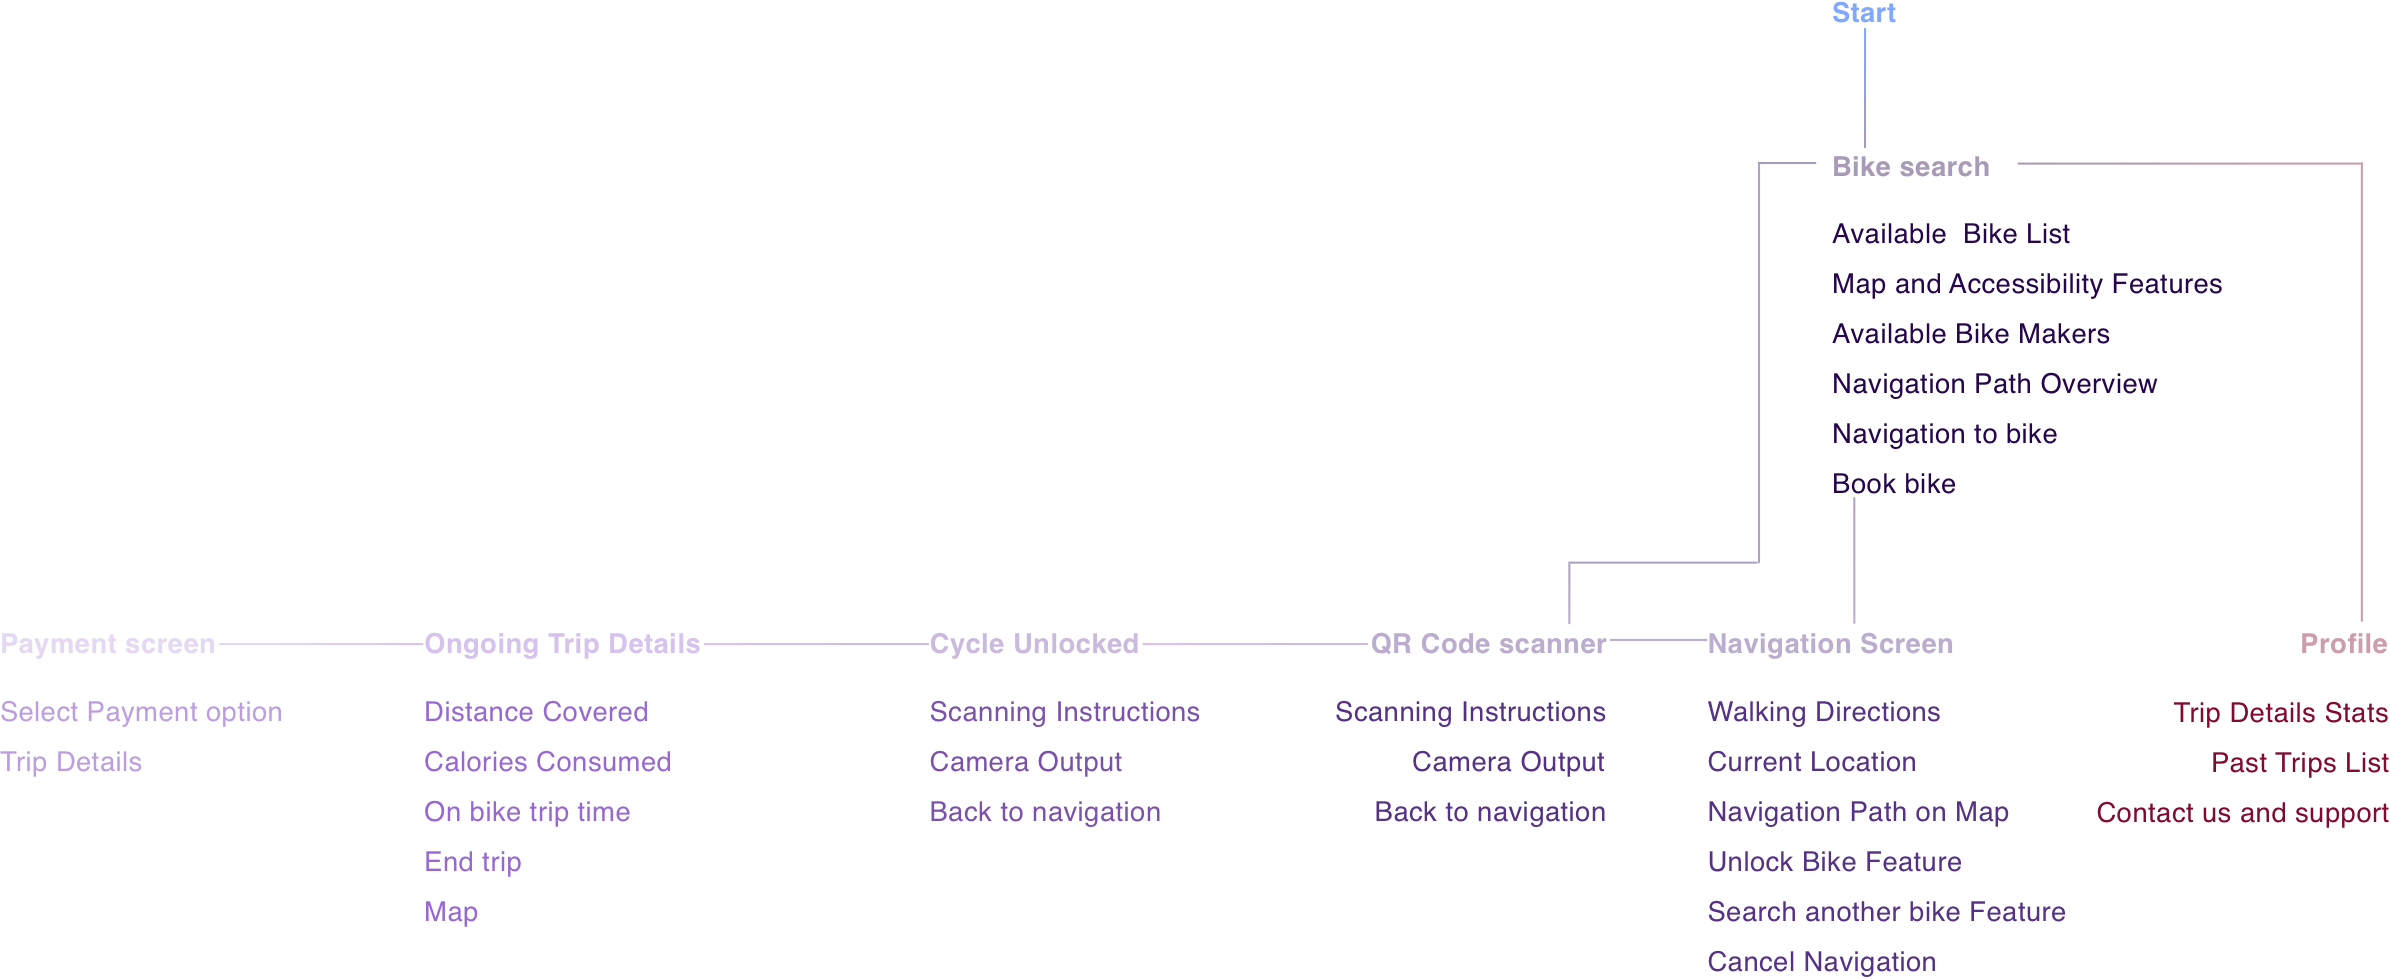 Start
Bike search
Available  Bike List
Map and Accessibility Features
Available Bike Makers
Navigation Path Overview
Navigation to bike
Book bike
Payment screen
Select Payment option
Trip Details
Ongoing Trip Details
Distance Covered
Calories Consumed
On bike trip time
End trip
Map
Cycle Unlocked
Scanning Instructions
Camera Output
Back to navigation
QR Code scanner
Scanning Instructions
Camera Output
Back to navigation
Navigation Screen
Walking Directions
Current Location
Navigation Path on Map
Unlock Bike Feature
Search another bike Feature
Cancel Navigation
Profile
Trip Details Stats
Past Trips List
Contact us and support